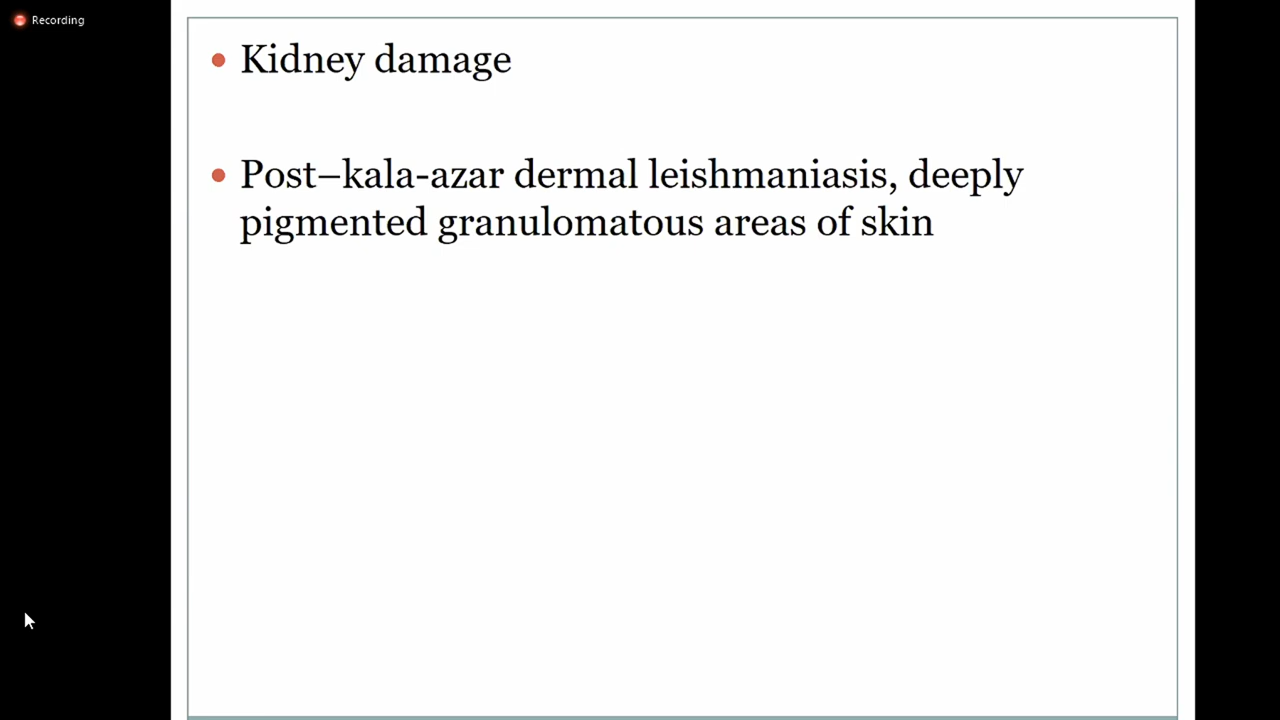 Recording
• Kidney damage
• Post–kala-azar dermal leishmaniasis, deeply
pigmented granulomatous areas of skin